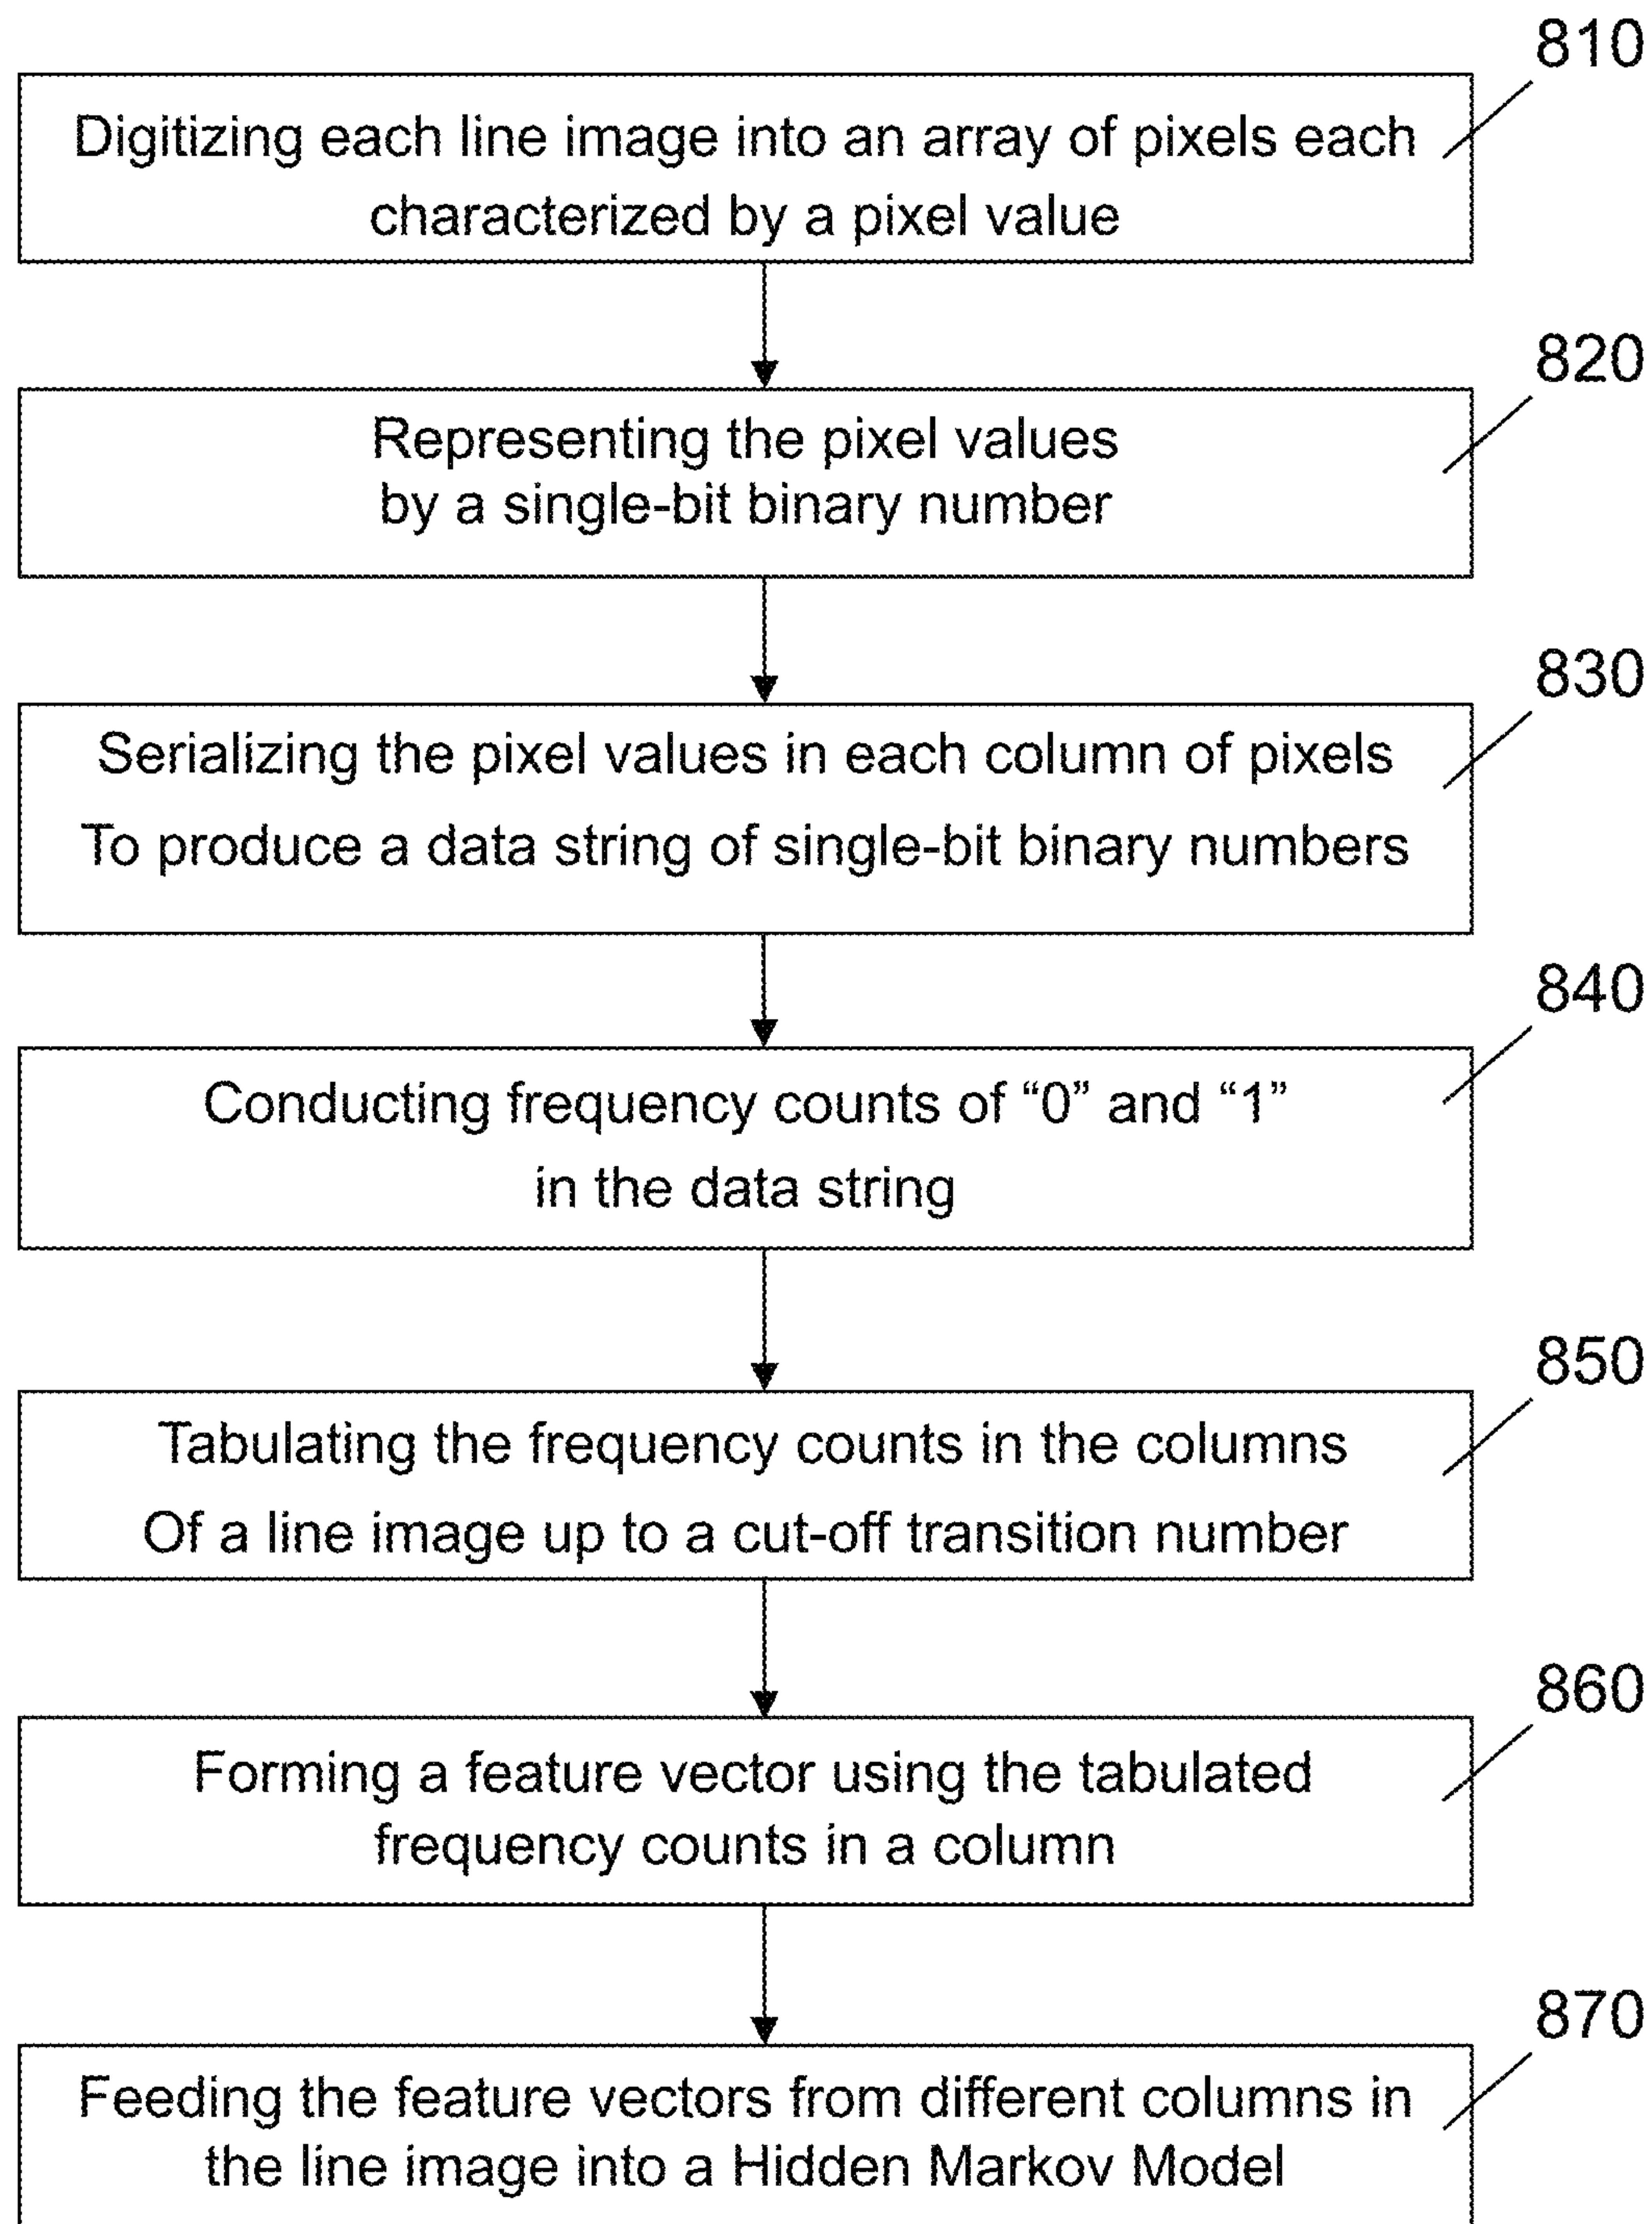 810
Digitizing each line image into an array of pixels each
characterized by a pixel value
820
Representing the pixel values
by a single-bit binary number
830
Serializing the pixel values in each column of pixels
To produce a data string of single-bit binary numbers
840
Conducting frequency counts of “0” and “1”
in the data string
850
Tabulating the frequency counts in the columns
Of a line image up to a cut-off transition number
860
Forming a feature vector using the tabulated
frequency counts in a column
870
Feeding the feature vectors from different columns in
the line image into a Hidden Markov Model